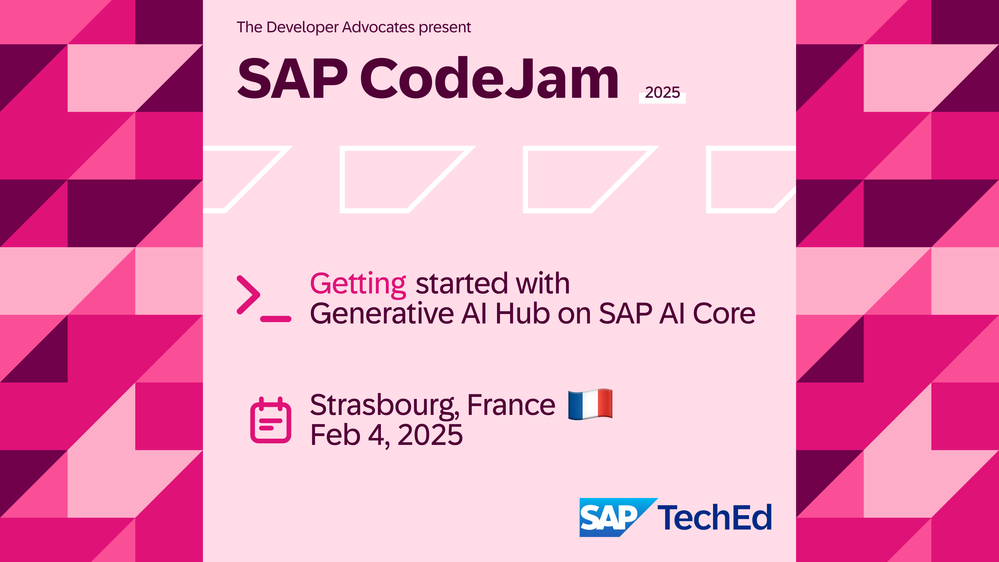 The Developer Advocates present
SAP CodeJam 2025
Getting started with
Generative AI Hub on SAP AI Core
Strasbourg, France 🇫🇷
Feb 4, 2025
SAP TechEd